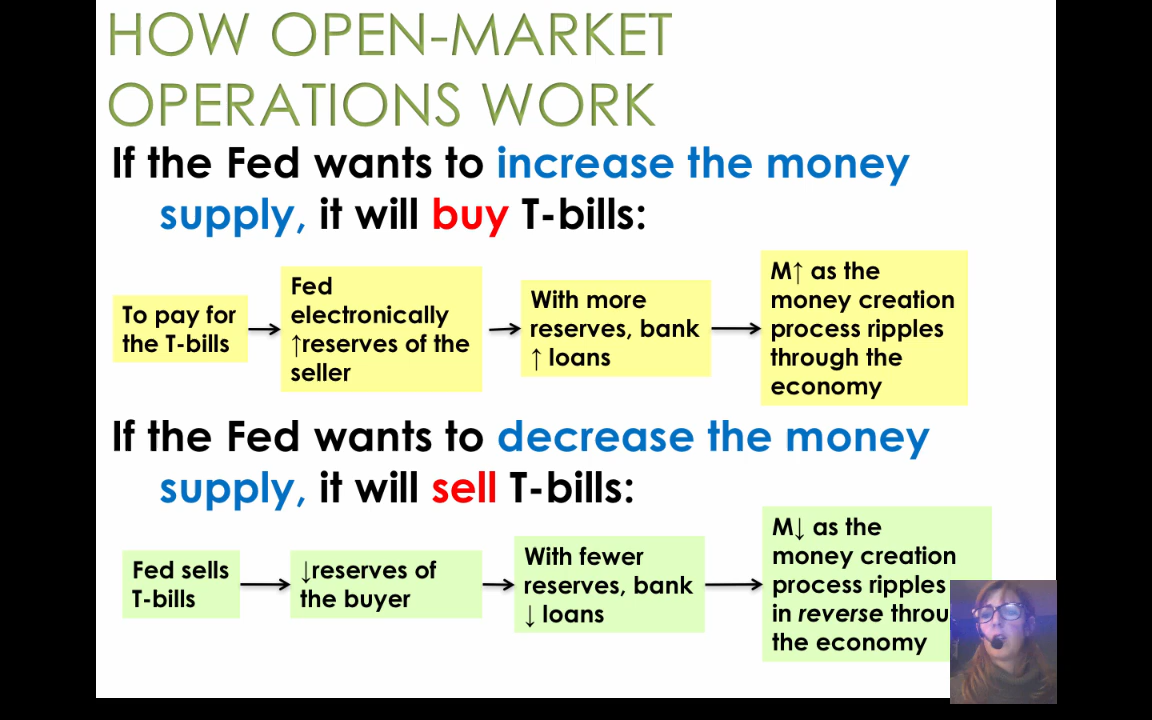 HOW OPEN-MARKET
OPERATIONS WORK
If the Fed wants to increase the money
supply, it will buy T-bills:
To pay for
the T-bills
Fed
electronically
↑reserves of the
seller
With more
reserves, bank
↑ loans
M↑ as the
money creation
process ripples
through the
economy
If the Fed wants to decrease the money
supply, it will sell T-bills:
Fed sells
T-bills
↓reserves of
the buyer
With fewer
reserves, bank
↓ loans
M↓ as the
money creation
process ripples
in reverse throu
the economy